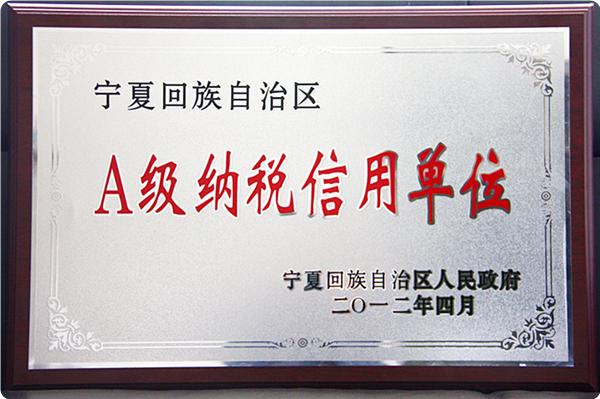 宁夏回族自治区
A级纳税信用单位
宁夏回族自治区人民政府
二〇一二年四月